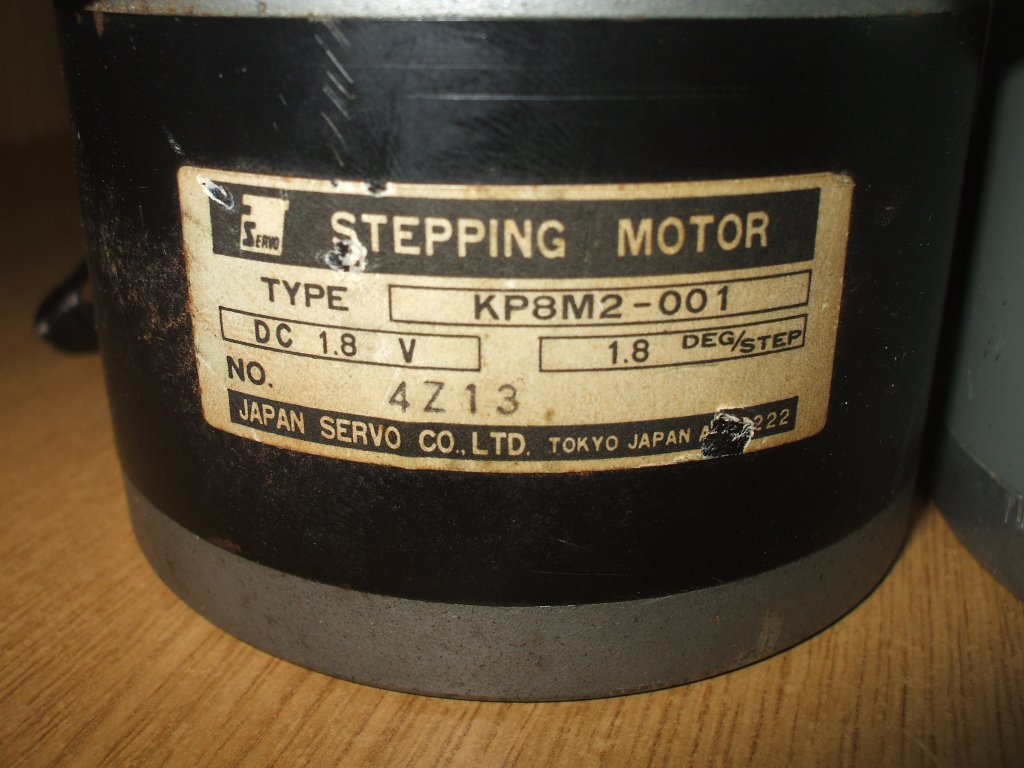 SERVO STEPPING MOTOR
TYPE KP8M2-001
DC 1.8 V 1.8 DEG/STEP
NO. 4Z13
JAPAN SERVO CO.,LTD. TOKYO JAPAN